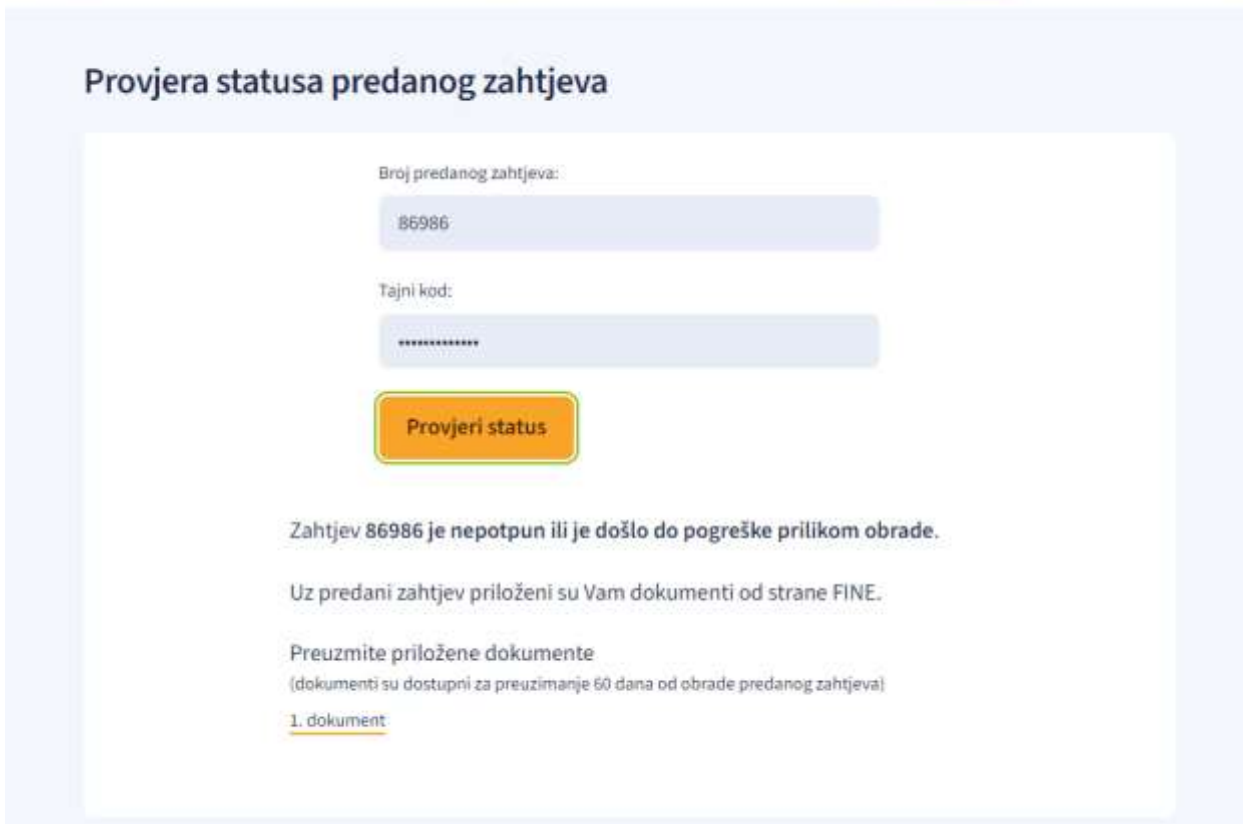 Provjera statusa predanog zahtjeva
Broj predanog zahtjeva:
86986
Tajni kod:
•••••••••••••
Provjeri status
Zahtjev 86986 je nepotpun ili je došlo do pogreške prilikom obrade.
Uz predani zahtjev priloženi su Vam dokumenti od strane FINE.
Preuzmite priložene dokumente
(dokumenti su dostupni za preuzimanje 60 dana od obrade predanog zahtjeva)
1. dokument